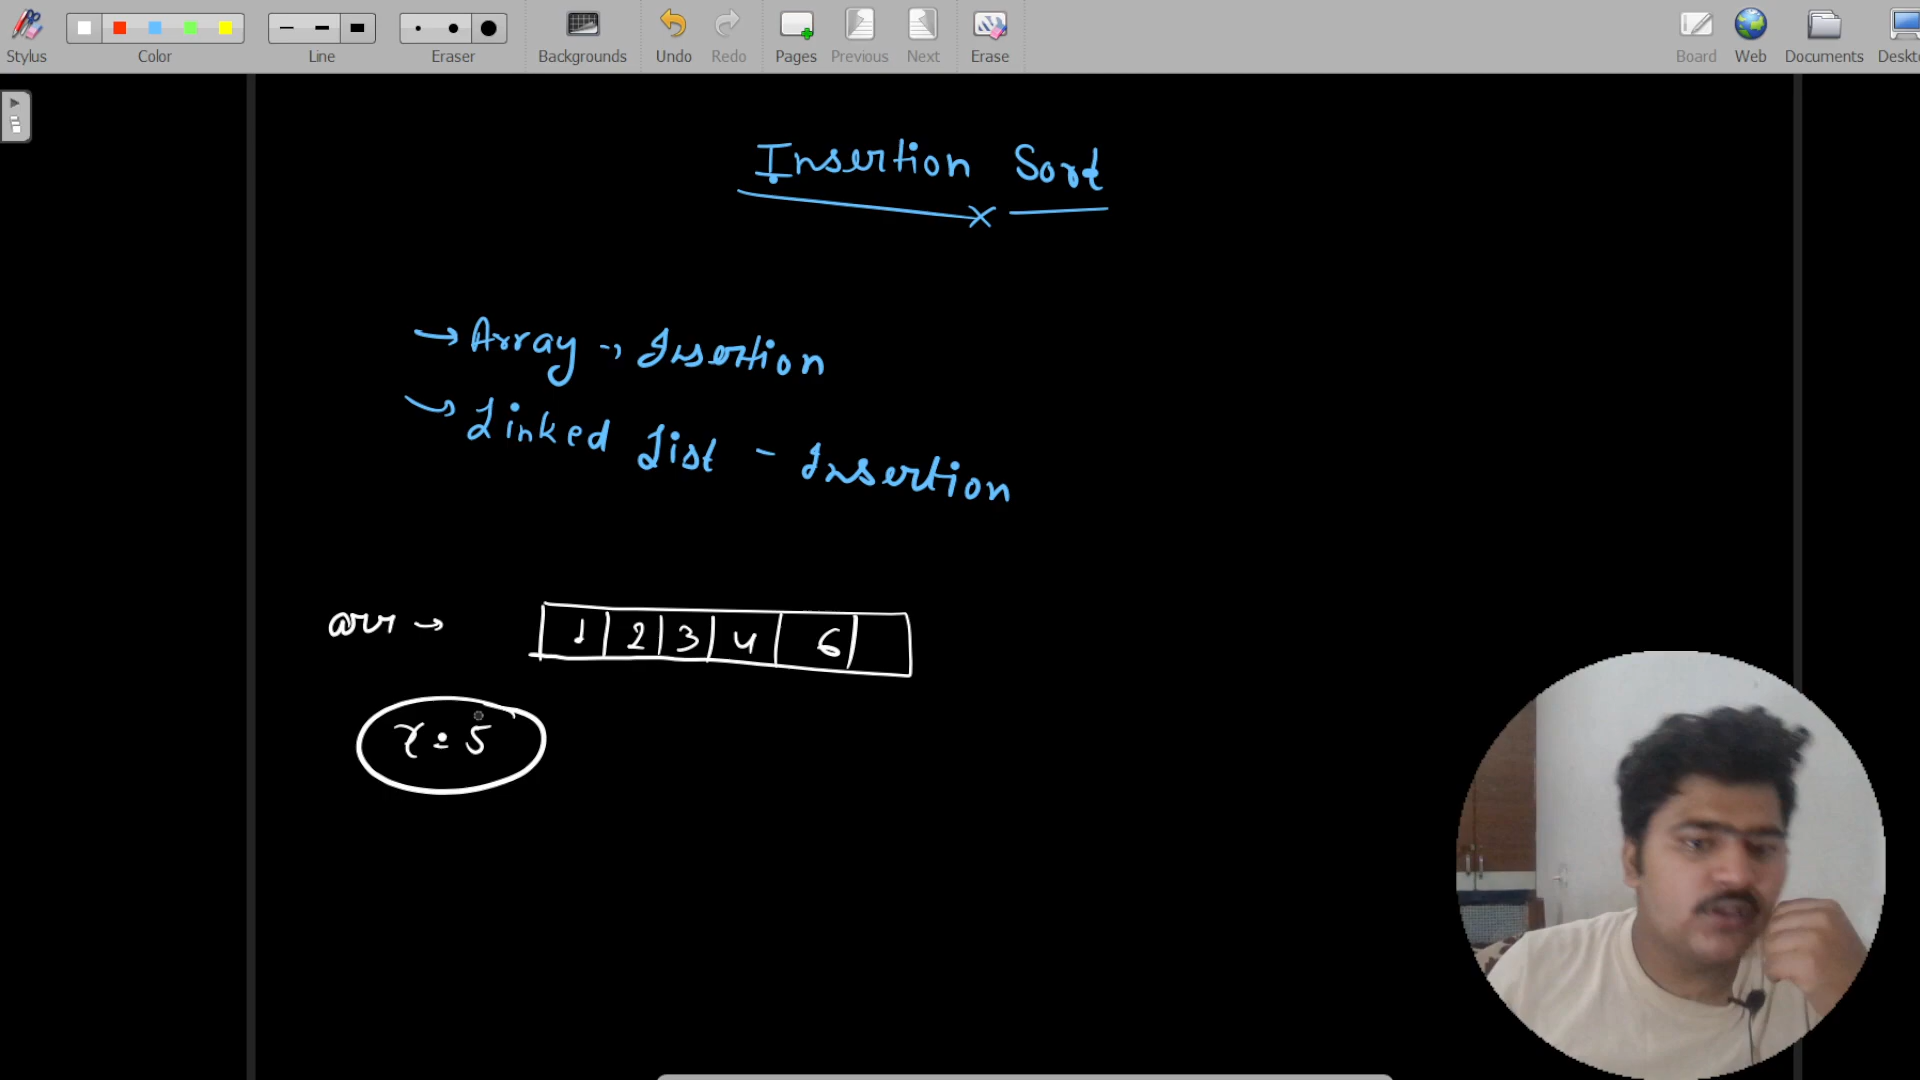 Stylus Color Line Eraser Backgrounds Undo Redo Pages Previous Next Erase Board Web Documents Deskto
Insertion Sort
→ Array → Insertion
→ Linked List - Insertion
arr → 1 2 3 4 6
x = 5